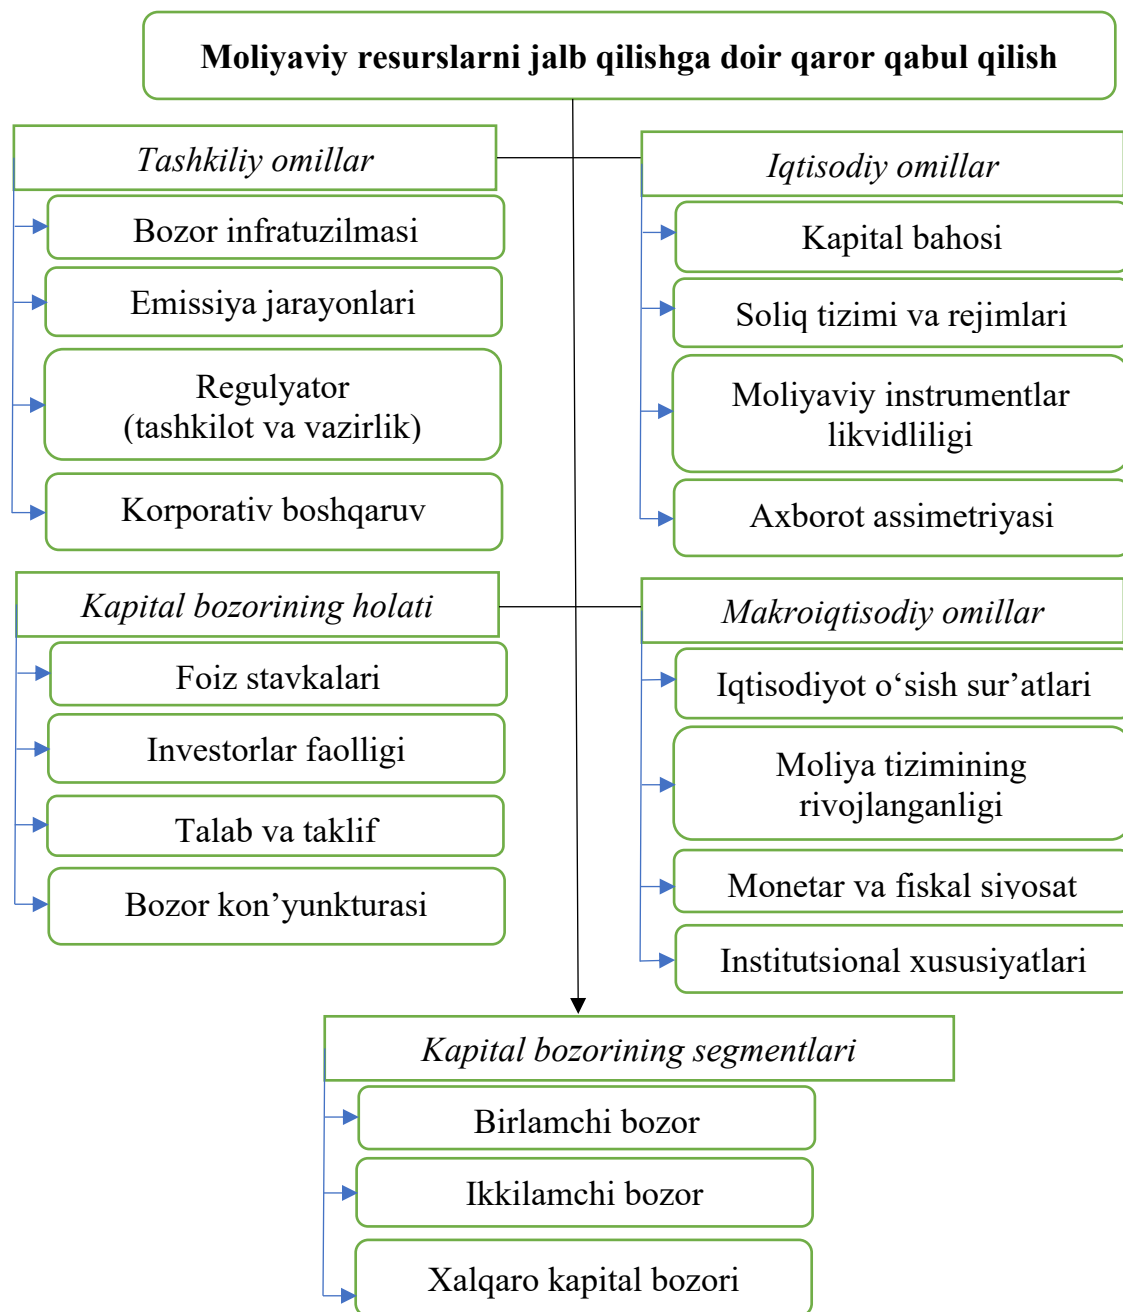 Moliyaviy resurslarni jalb qilishga doir qaror qabul qilish
Tashkiliy omillar
Bozor infratuzilmasi
Emissiya jarayonlari
Regulyator
(tashkilot va vazirlik)
Korporativ boshqaruv
Iqtisodiy omillar
Kapital bahosi
Soliq tizimi va rejimlari
Moliyaviy instrumentlar
likvidliligi
Axborot assimetriyasi
Kapital bozorining holati
Foiz stavkalari
Investorlar faolligi
Talab va taklif
Bozor kon’yunkturasi
Makroiqtisodiy omillar
Iqtisodiyot o‘sish sur’atlari
Moliya tizimining
rivojlanganligi
Monetar va fiskal siyosat
Institutsional xususiyatlari
Kapital bozorining segmentlari
Birlamchi bozor
Ikkilamchi bozor
Xalqaro kapital bozori